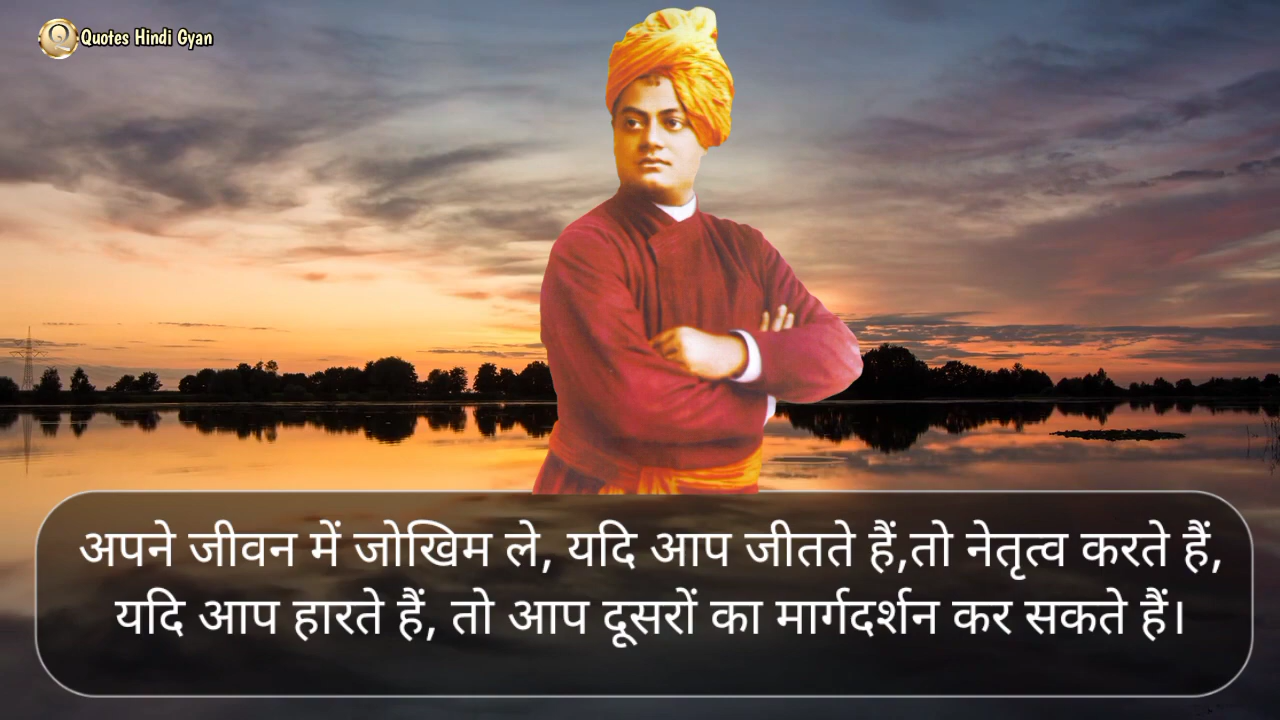 Quotes Hindi Gyan
अपने जीवन में जोखिम ले, यदि आप जीतते हैं,तो नेतृत्व करते हैं,
यदि आप हारते हैं, तो आप दूसरों का मार्गदर्शन कर सकते हैं।